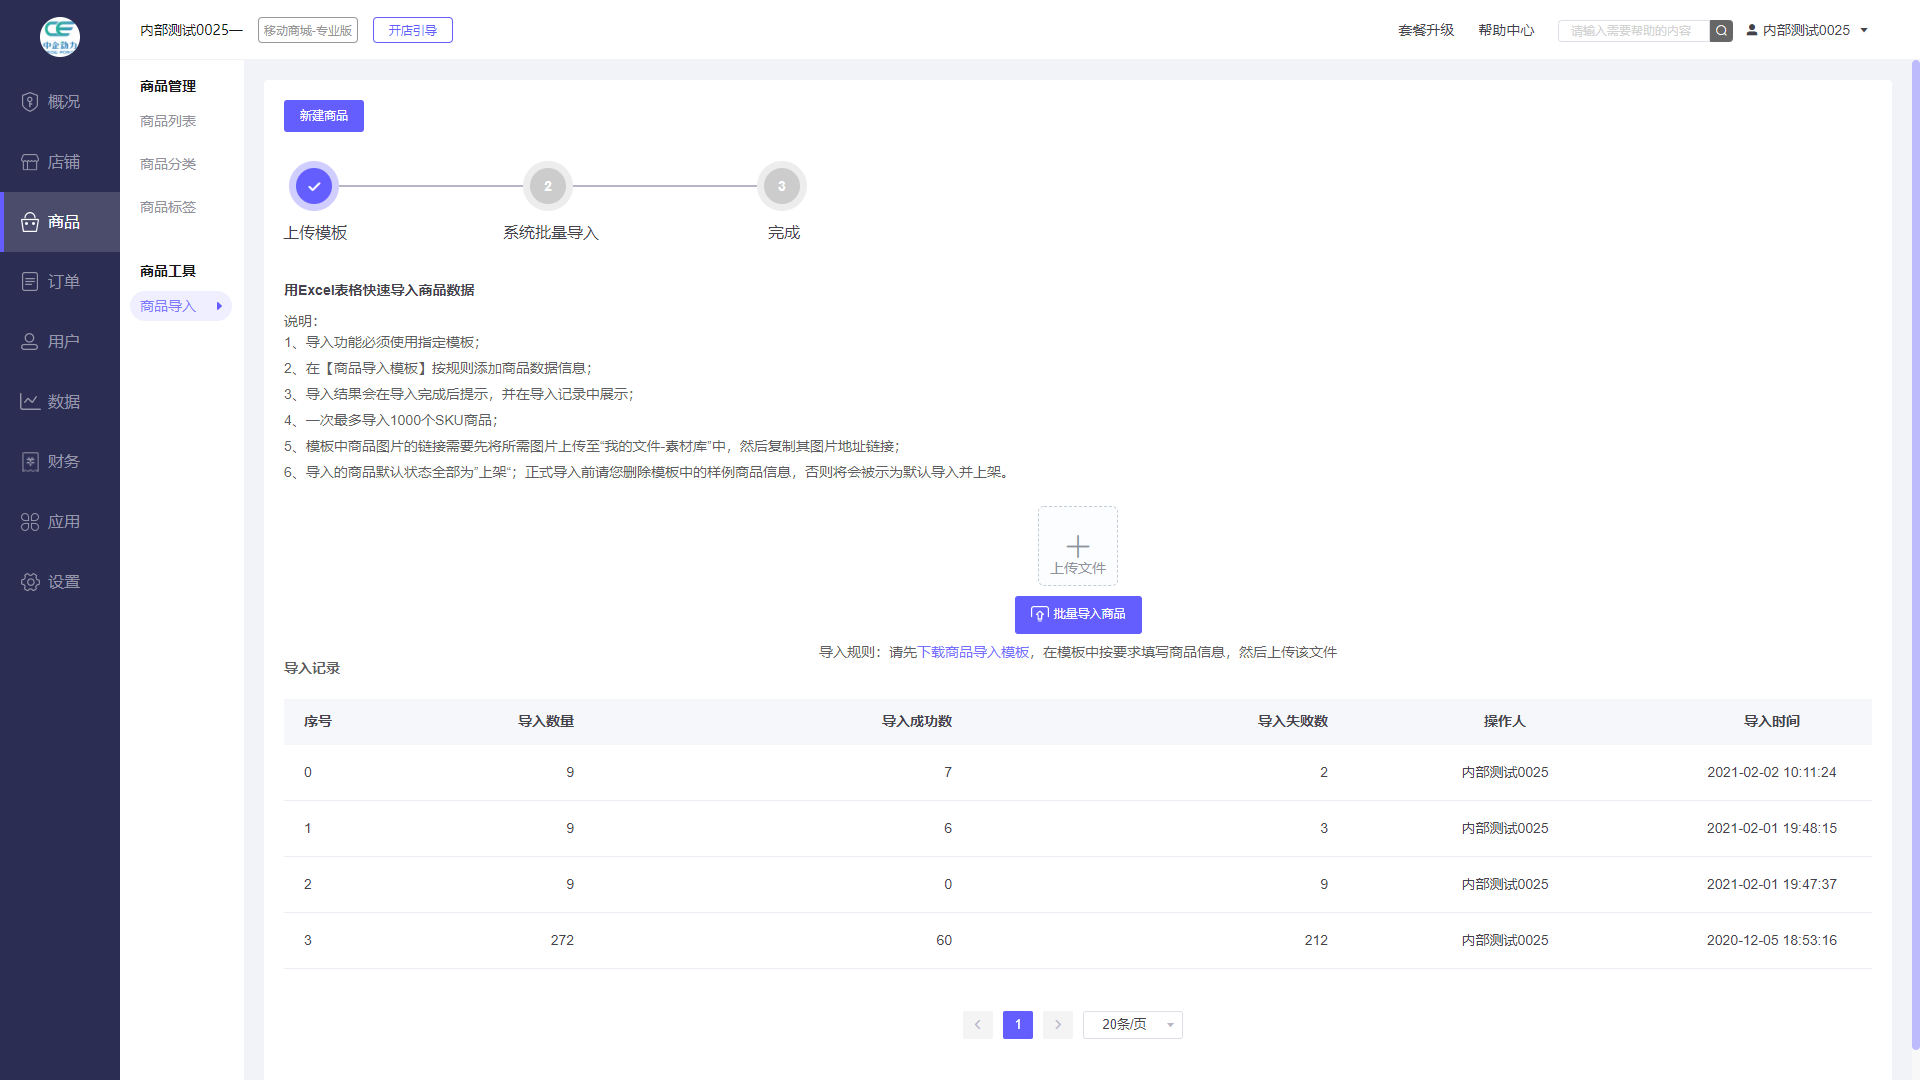 内部测试0025—
移动商城-专业版
开店引导
套餐升级
帮助中心
请输入需要帮助的内容
内部测试0025
中企动力
概况
店铺
商品
订单
用户
数据
财务
应用
设置
商品管理
商品列表
商品分类
商品标签
商品工具
商品导入
新建商品
2
3
上传模板
系统批量导入
完成
用Excel表格快速导入商品数据
说明：
1、导入功能必须使用指定模板；
2、在【商品导入模板】按规则添加商品数据信息；
3、导入结果会在导入完成后提示，并在导入记录中展示；
4、一次最多导入1000个SKU商品；
5、模板中商品图片的链接需要先将所需图片上传至“我的文件-素材库”中，然后复制其图片地址链接；
6、导入的商品默认状态全部为”上架“；正式导入前请您删除模板中的样例商品信息，否则将会被示为默认导入并上架。
上传文件
批量导入商品
导入规则：请先下载商品导入模板，在模板中按要求填写商品信息，然后上传该文件
导入记录
序号 导入数量 导入成功数 导入失败数 操作人 导入时间
0 9 7 2 内部测试0025 2021-02-02 10:11:24
1 9 6 3 内部测试0025 2021-02-01 19:48:15
2 9 0 9 内部测试0025 2021-02-01 19:47:37
3 272 60 212 内部测试0025 2020-12-05 18:53:16
1
20条/页